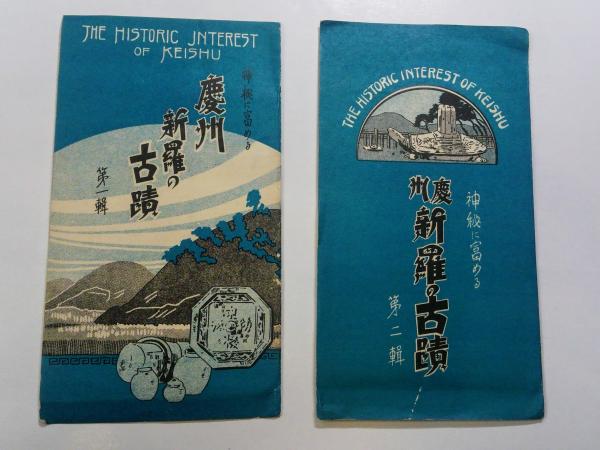 THE HISTORIC INTEREST
OF KEISHU
神秘に富める
慶州
新羅の
古蹟
第一輯
THE HISTORIC INTEREST OF KEISHU
神秘に富める
慶州
新羅の古蹟
第二輯